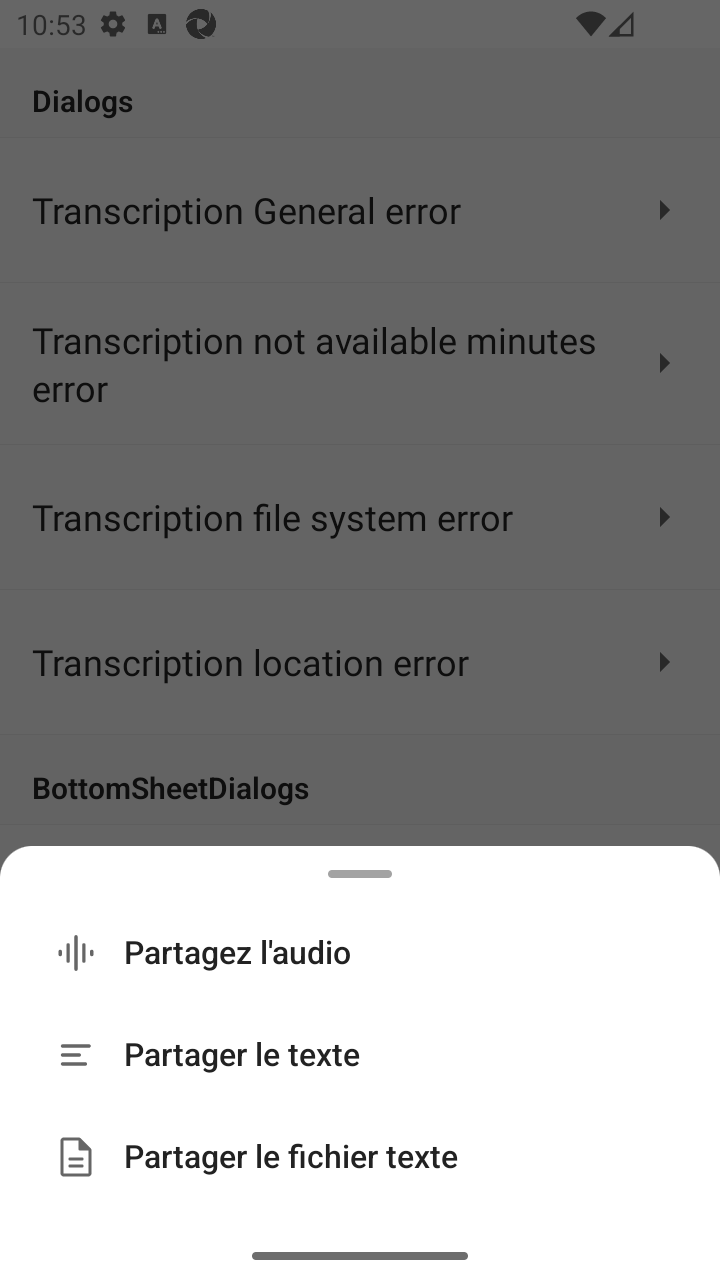 10:53
Dialogs
Transcription General error
Transcription not available minutes
error
Transcription file system error
Transcription location error
BottomSheetDialogs
Partagez l'audio
Partager le texte
Partager le fichier texte